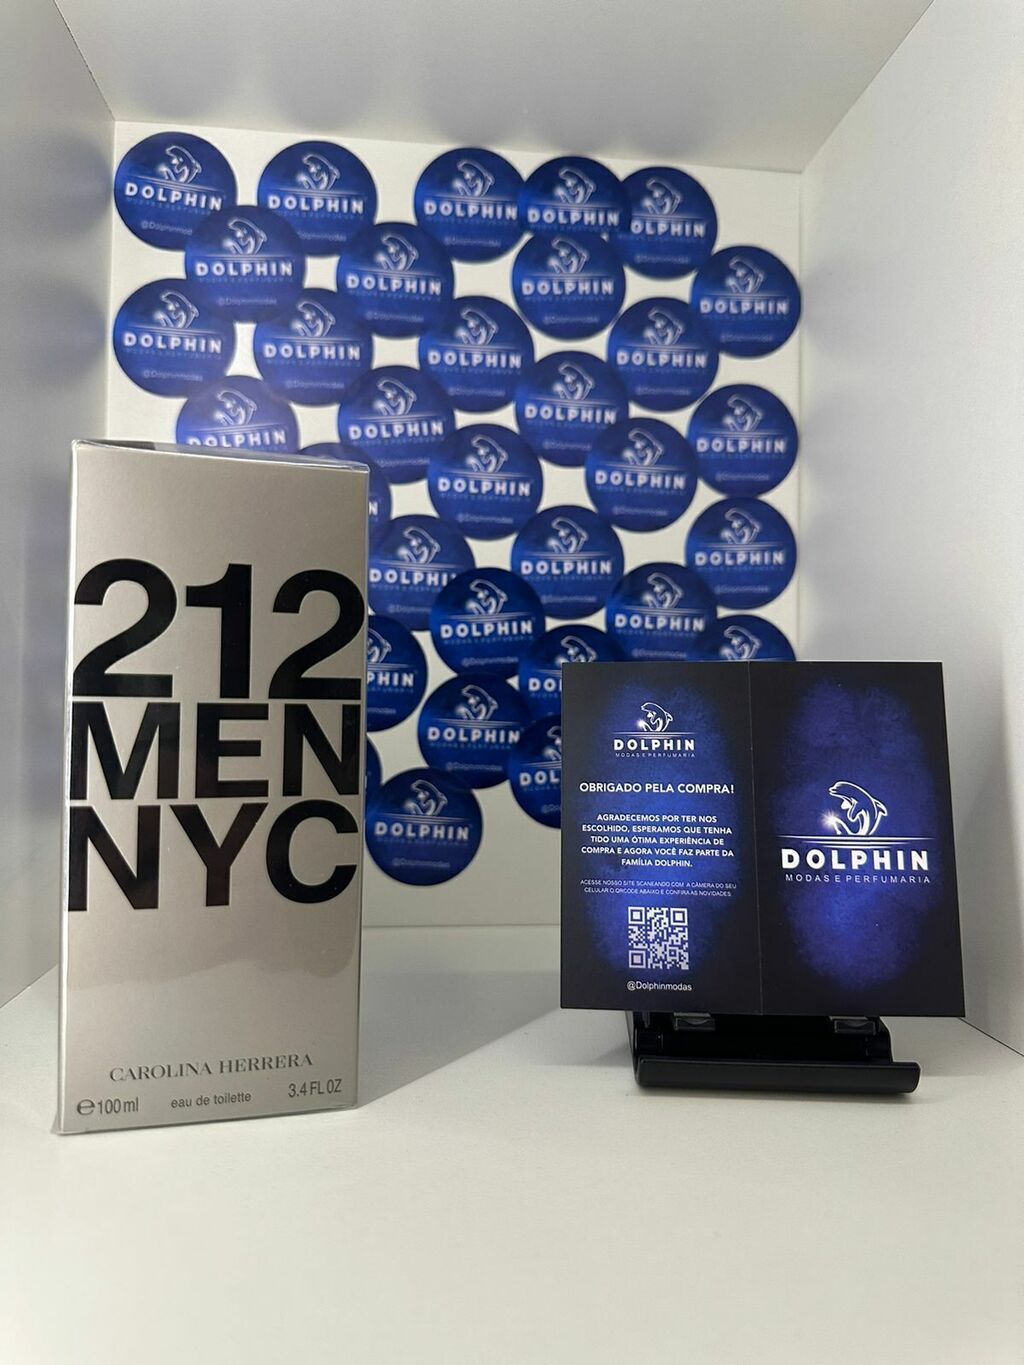 212
MEN
NYC
CAROLINA HERRERA
e100ml
eau de toilette
3.4 FL OZ
DOLPHIN
MODAS E PERFUMARIA
OBRIGADO PELA COMPRA!
AGRADECEMOS POR TER NOS
ESCOLHIDO, ESPERAMOS QUE TENHA
TIDO UMA ÓTIMA EXPERIÊNCIA DE
COMPRA E AGORA VOCÊ FAZ PARTE DA
FAMÍLIA DOLPHIN.
ACESSE NOSSO SITE SCANEANDO COM A CÂMERA DO SEU
CELULAR O QRCODE ABAIXO E CONFIRA AS NOVIDADES
@Dolphinmodas
DOLPHIN
MODAS E PERFUMARIA
DOLPHIN
@Dolphinmodas